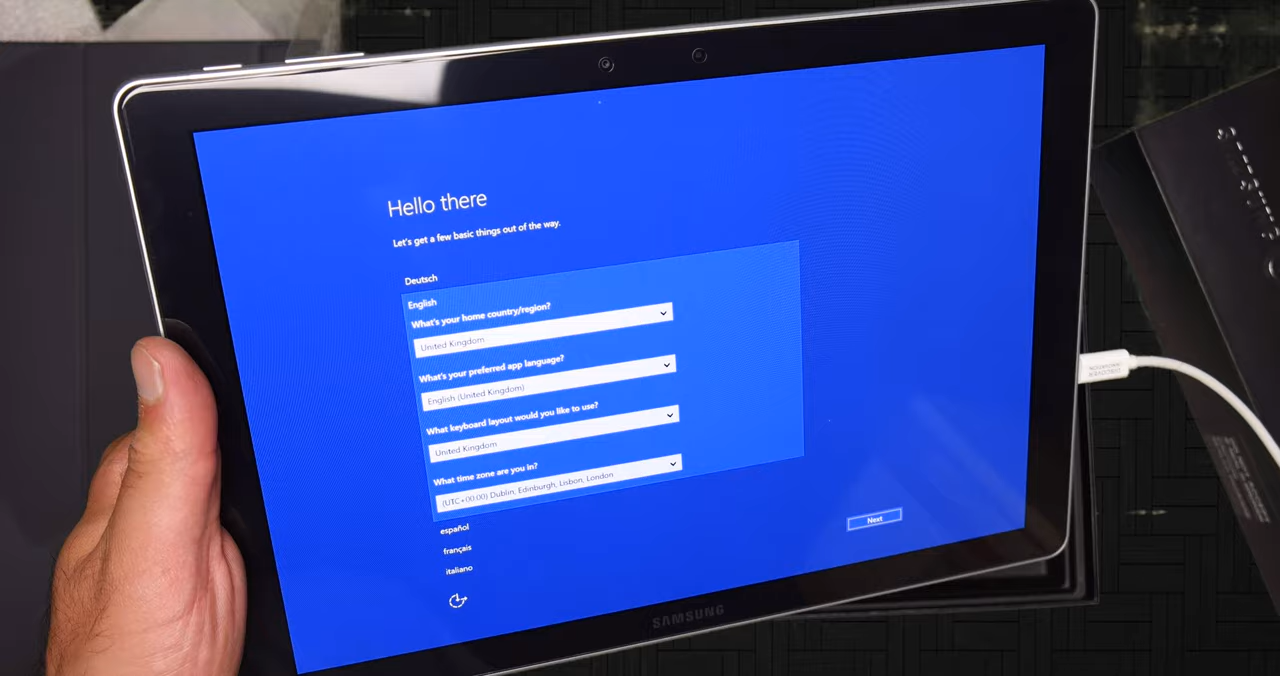 Hello there
Let's get a few basic things out of the way.
Deutsch
English
What's your home country/region?
United Kingdom
What's your preferred app language?
English (United Kingdom)
What keyboard layout would you like to use?
United Kingdom
What time zone are you in?
(UTC+00:00) Dublin, Edinburgh, Lisbon, London
español
français
italiano
Next
SAMSUNG